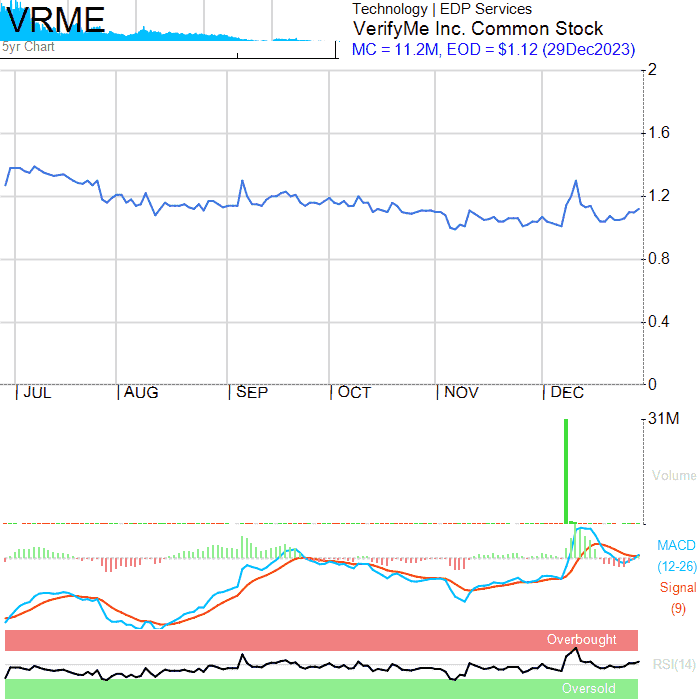 VRME
5yr Chart
Technology | EDP Services
VerifyMe Inc. Common Stock
MC = 11.2M, EOD = $1.12 (29Dec2023)
2
1.6
1.2
0.8
0.4
0
JUL AUG SEP OCT NOV DEC
31M
Volume
MACD
(12-26)
Signal
(9)
Overbought
RSI(14)
Oversold